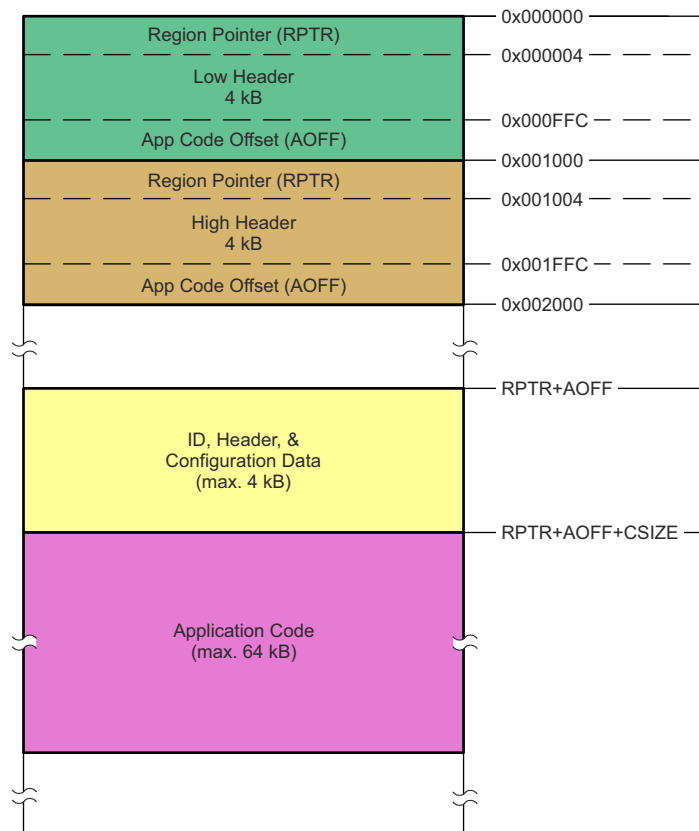 0x000000
Region Pointer (RPTR)
0x000004
Low Header
4 kB
0x000FFC
App Code Offset (AOFF)
0x001000
Region Pointer (RPTR)
0x001004
High Header
4 kB
0x001FFC
App Code Offset (AOFF)
0x002000
RPTR+AOFF
ID, Header, &
Configuration Data
(max. 4 kB)
RPTR+AOFF+CSIZE
Application Code
(max. 64 kB)